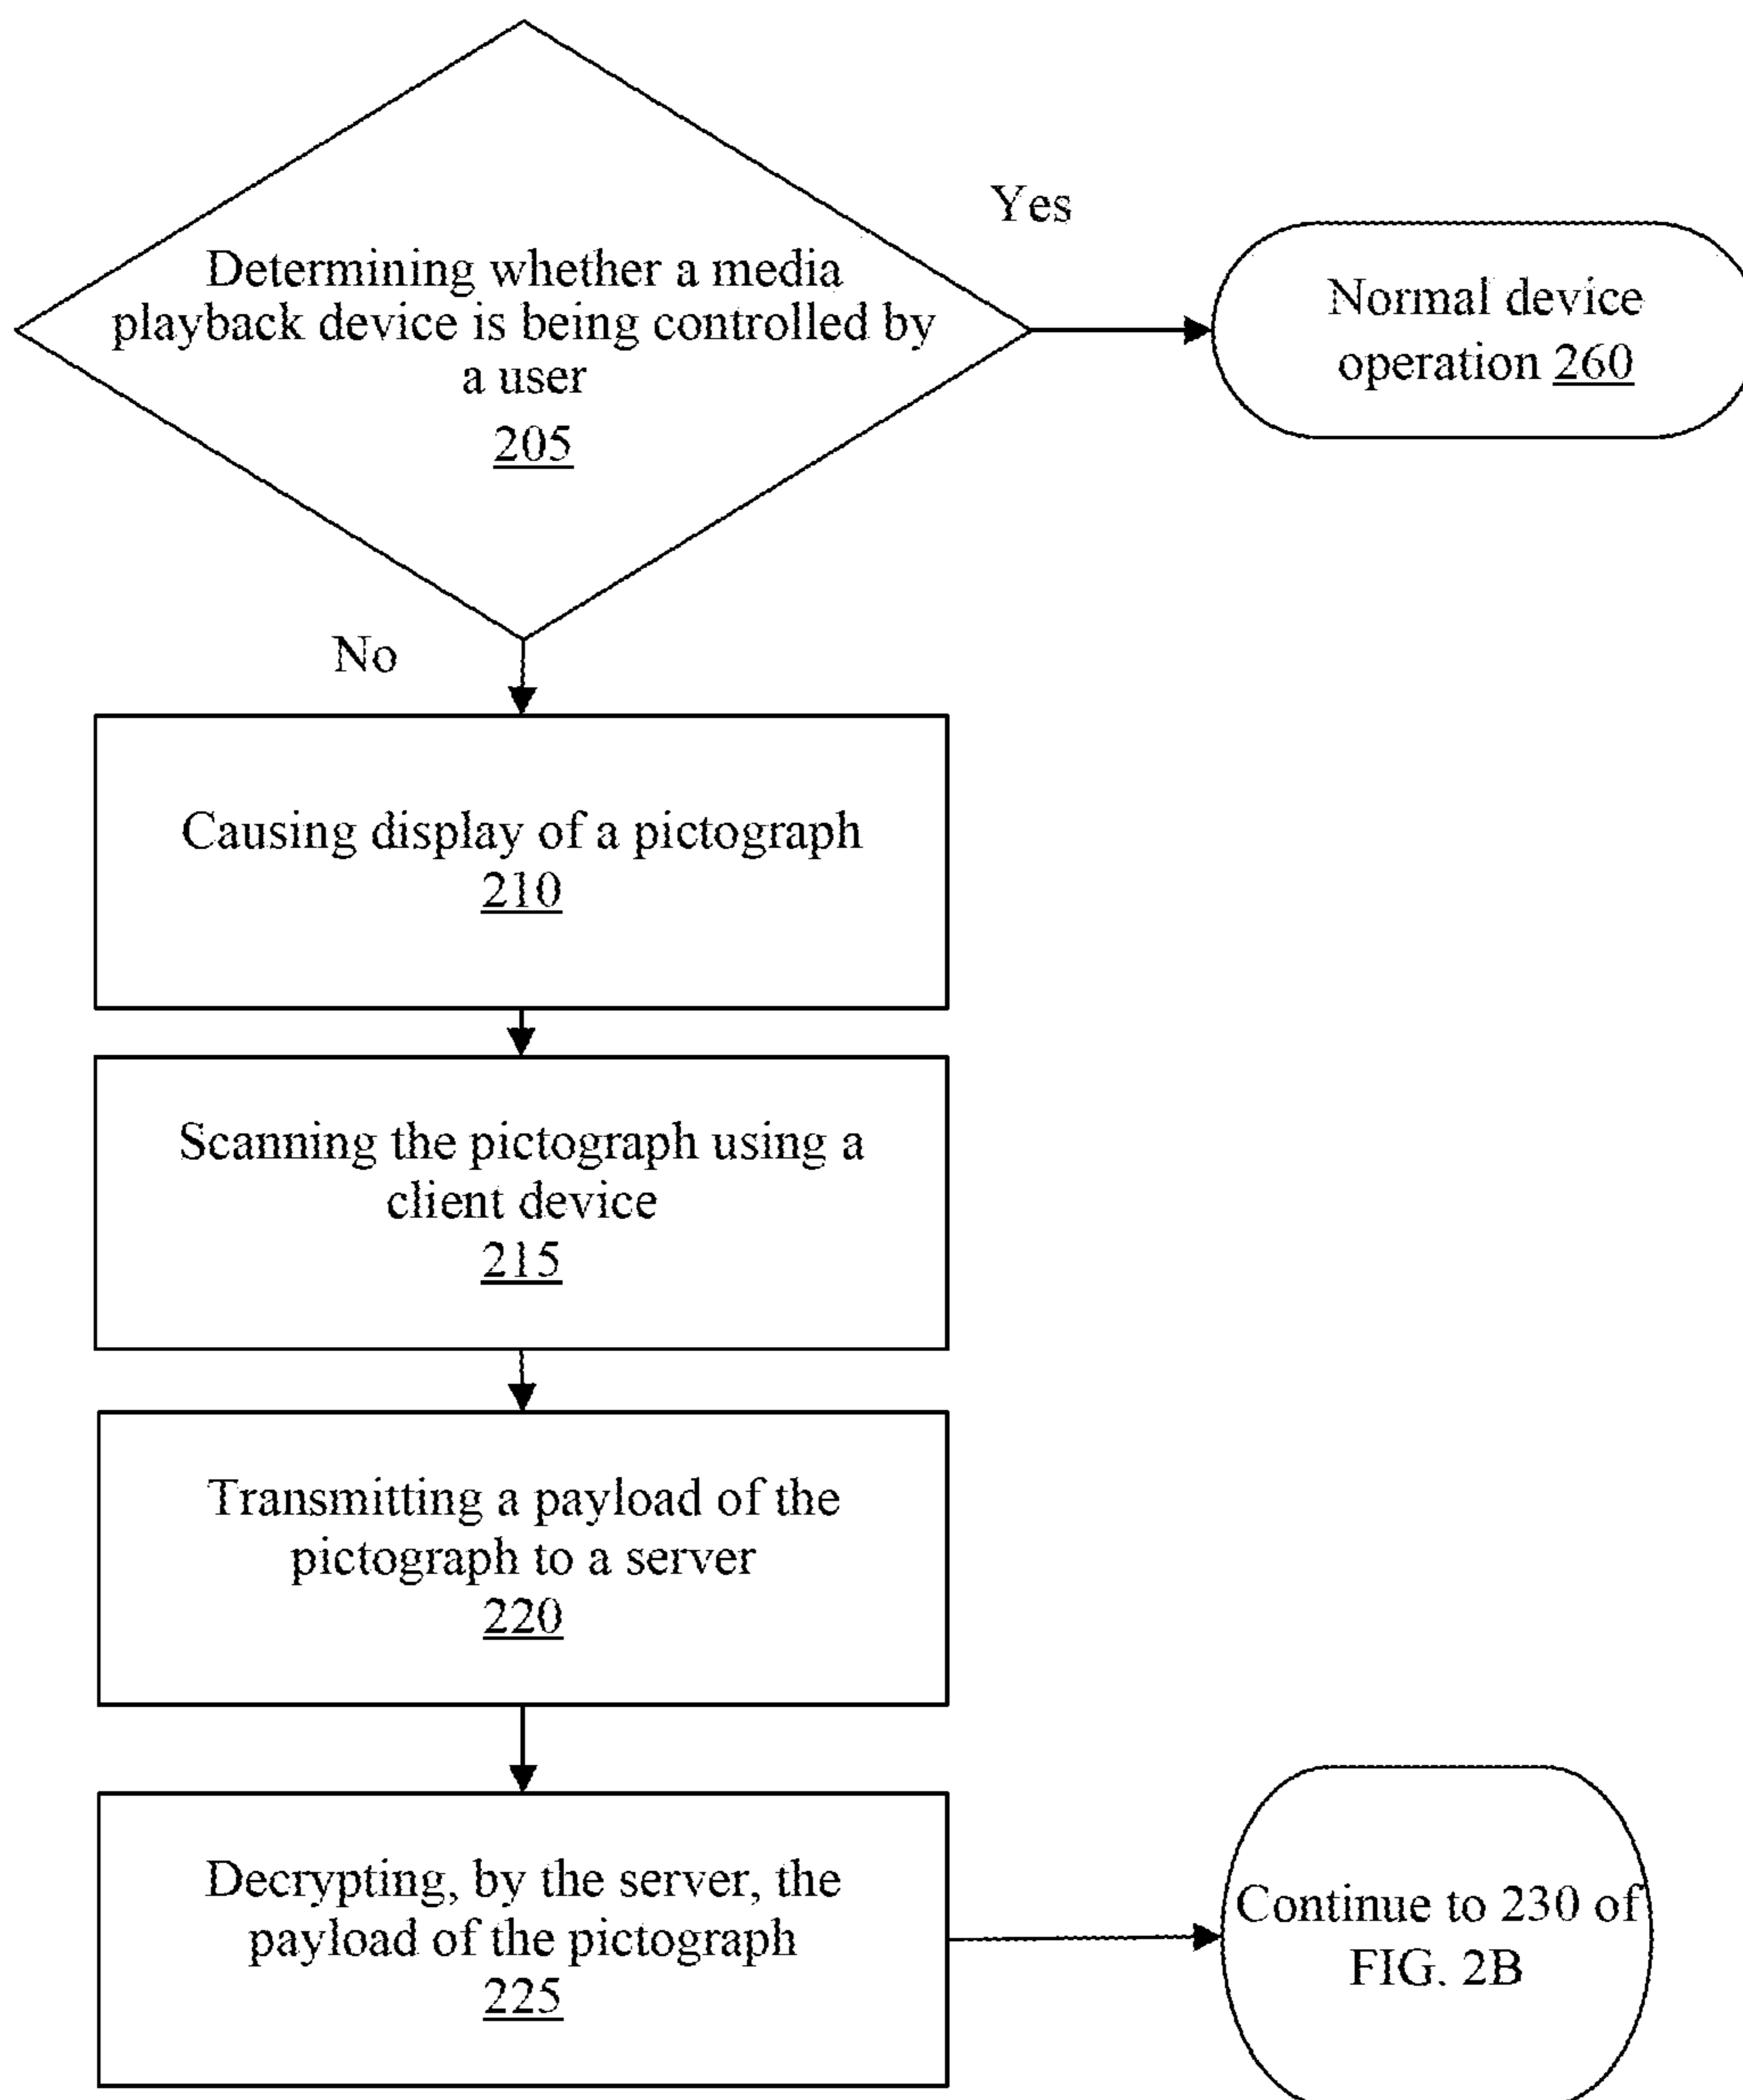 Determining whether a media
playback device is being controlled by
a user
205
Yes
Normal device
operation 260
No
Causing display of a pictograph
210
Scanning the pictograph using a
client device
215
Transmitting a payload of the
pictograph to a server
220
Decrypting, by the server, the
payload of the pictograph
225
Continue to 230 of
FIG. 2B